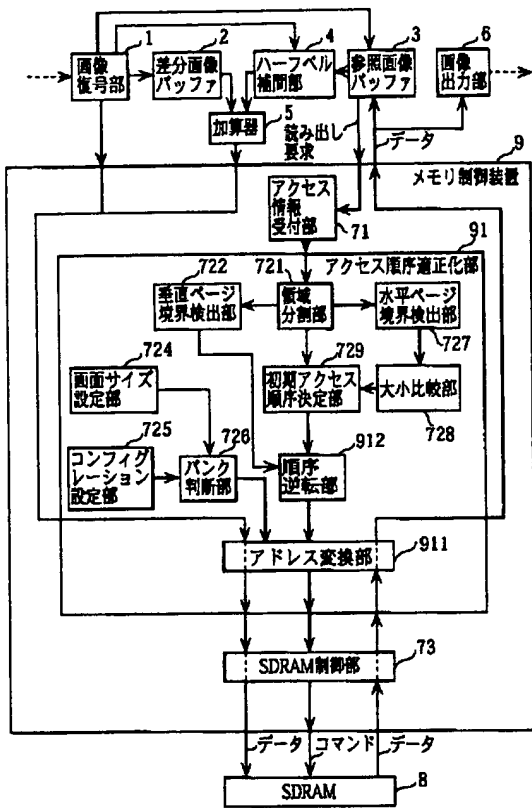 1
画像
復号部
2
差分画像
バッファ
4
ハーフペル
補間部
3
参照画像
バッファ
6
画像
出力部
5
加算器
読み出し
要求
データ
9
メモリ制御装置
アクセス
情報
受付部
71
91
アクセス順序適正化部
722
垂直ページ
境界検出部
721
領域
分割部
水平ページ
境界検出部
727
724
画面サイズ
設定部
729
初期アクセス
順序決定部
大小比較部
728
725
コンフィグ
レーション
設定部
726
バンク
判断部
912
順序
逆転部
アドレス変換部
911
SDRAM制御部
73
データ
コマンド
データ
SDRAM
8